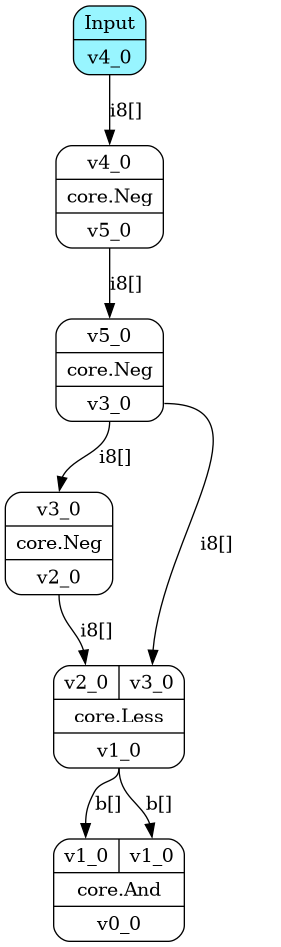 Input
v4_0
i8[]
v4_0
core.Neg
v5_0
i8[]
v5_0
core.Neg
v3_0
i8[]
v3_0
core.Neg
v2_0
i8[]
i8[]
v2_0 v3_0
core.Less
v1_0
b[] b[]
v1_0 v1_0
core.And
v0_0